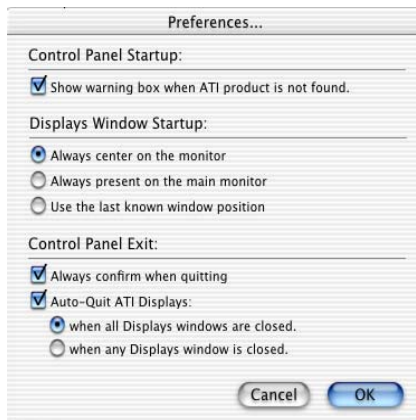 Preferences...
Control Panel Startup:
Show warning box when ATI product is not found.
Displays Window Startup:
Always center on the monitor
Always present on the main monitor
Use the last known window position
Control Panel Exit:
Always confirm when quitting
Auto-Quit ATI Displays:
when all Displays windows are closed.
when any Displays window is closed.
Cancel OK